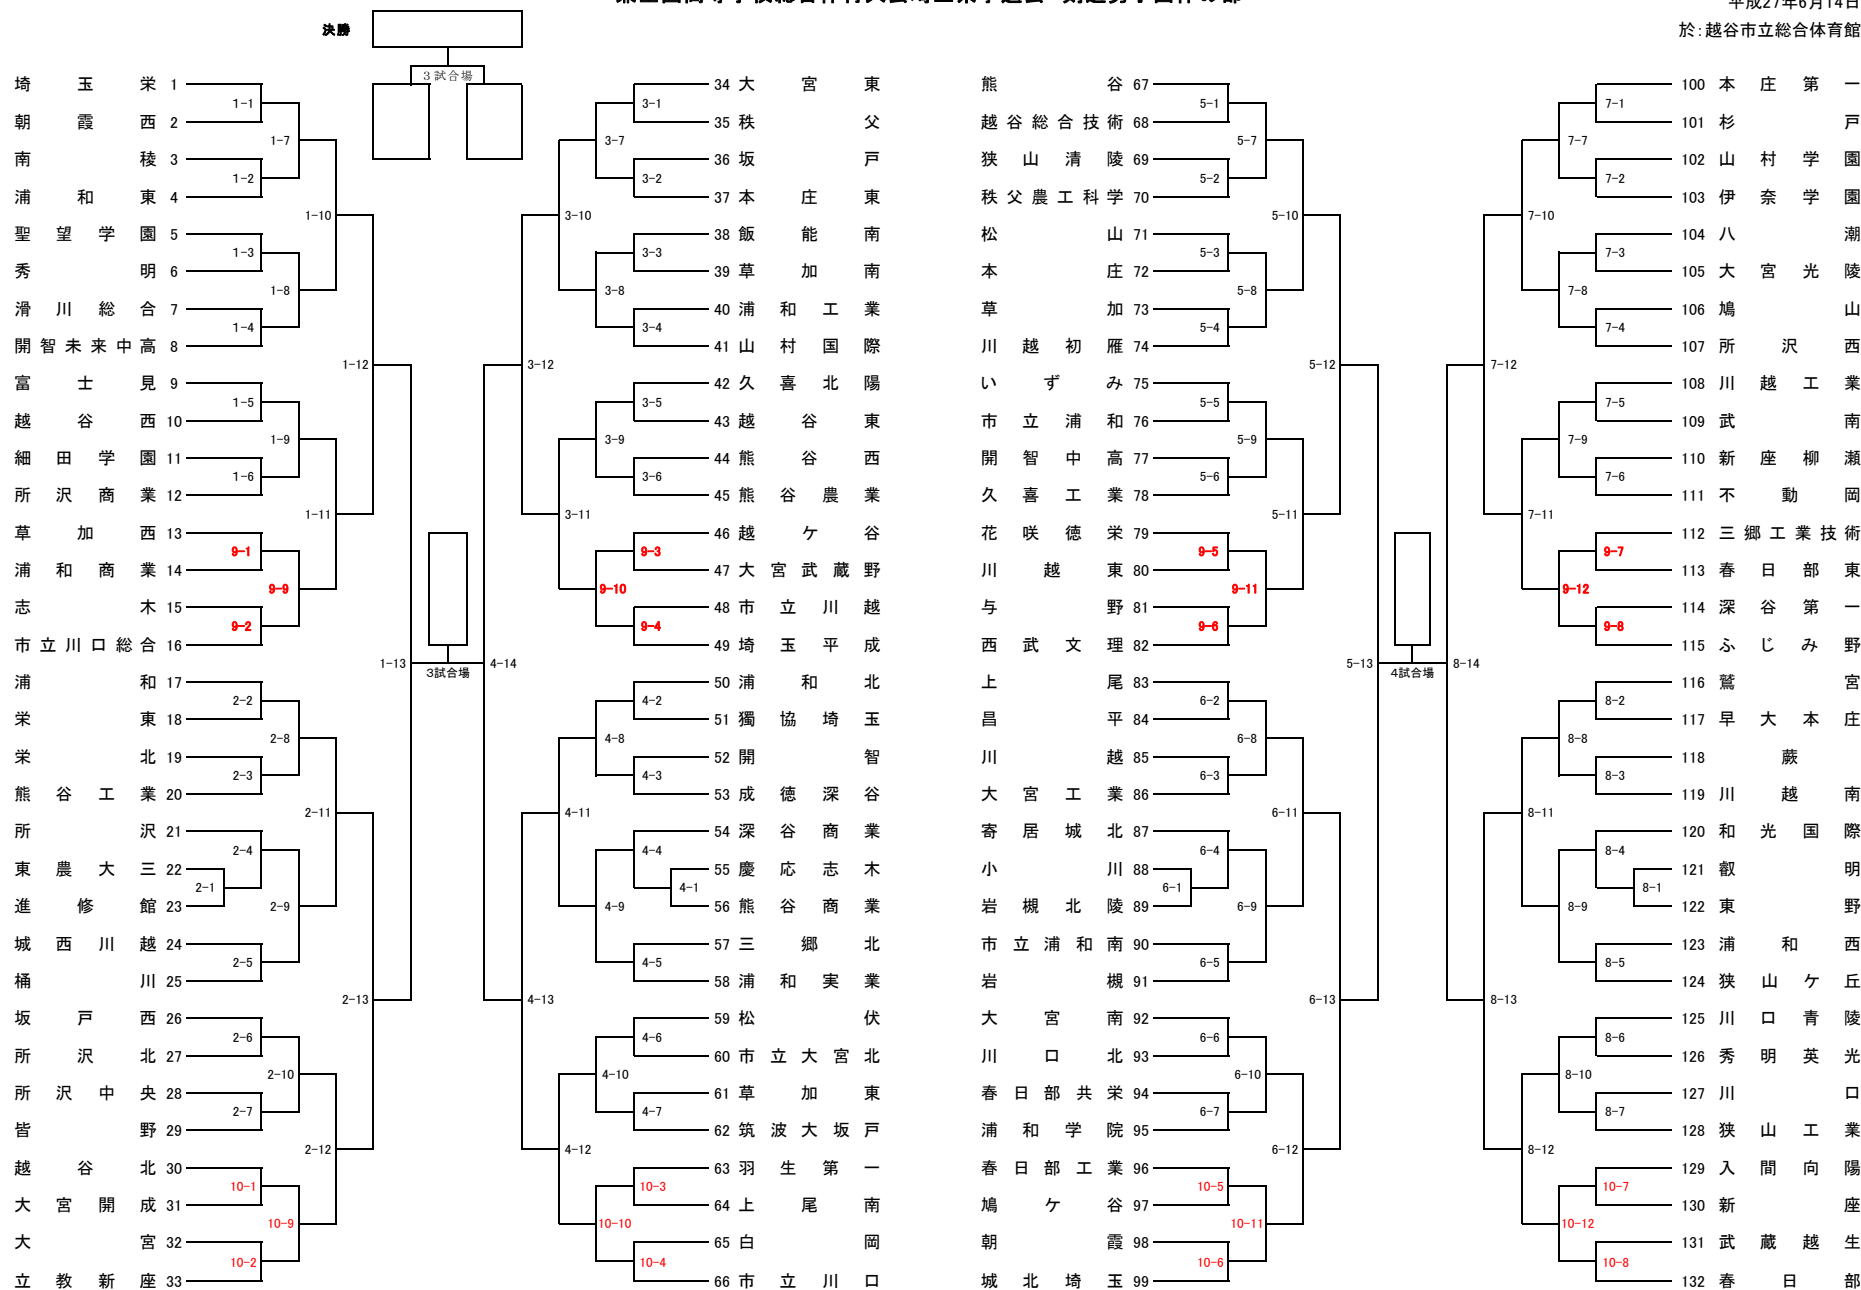 平成27年6月14日
於:越谷市立総合体育館
決勝
3試合場
埼玉栄 1
朝霞西 2
南稜 3
浦和東 4
聖望学園 5
秀明 6
滑川総合 7
開智未来中高 8
富士見 9
越谷西 10
細田学園 11
所沢商業 12
草加西 13
浦和商業 14
志木 15
市立川口総合 16
浦和 17
栄東 18
栄北 19
熊谷工業 20
所沢 21
東農大三 22
進修館 23
城西川越 24
桶川 25
坂戸西 26
所沢北 27
所沢中央 28
皆野 29
越谷北 30
大宮開成 31
大宮 32
立教新座 33
1-1
1-2
1-3
1-4
1-5
1-6
9-1
9-2
2-2
2-3
2-4
2-1
2-5
2-6
2-7
10-1
10-2
1-7
1-8
1-9
9-9
2-8
2-9
2-10
10-9
1-10
1-11
2-11
2-12
1-12
2-13
1-13
3試合場
4-14
3-12
4-13
3-10
3-11
4-11
4-12
3-7
3-8
3-9
9-10
4-8
4-9
4-10
10-10
3-1
3-2
3-3
3-4
3-5
3-6
9-3
9-4
4-2
4-3
4-4
4-1
4-5
4-6
4-7
10-3
10-4
34 大宮東
35 秩父
36 坂戸
37 本庄東
38 飯能南
39 草加南
40 浦和工業
41 山村国際
42 久喜北陽
43 越谷東
44 熊谷西
45 熊谷農業
46 越ケ谷
47 大宮武蔵野
48 市立川越
49 埼玉平成
50 浦和北
51 獨協埼玉
52 開智
53 成徳深谷
54 深谷商業
55 慶応志木
56 熊谷商業
57 三郷北
58 浦和実業
59 松伏
60 市立大宮北
61 草加東
62 筑波大坂戸
63 羽生第一
64 上尾南
65 白岡
66 市立川口
熊谷 67
越谷総合技術 68
狭山清陵 69
秩父農工科学 70
松山 71
本庄 72
草加 73
川越初雁 74
いずみ 75
市立浦和 76
開智中高 77
久喜工業 78
花咲徳栄 79
川越東 80
与野 81
西武文理 82
上尾 83
昌平 84
川越 85
大宮工業 86
寄居城北 87
小川 88
岩槻北陵 89
市立浦和南 90
岩槻 91
大宮南 92
川口北 93
春日部共栄 94
浦和学院 95
春日部工業 96
鳩ケ谷 97
朝霞 98
城北埼玉 99
5-1
5-2
5-3
5-4
5-5
5-6
9-5
9-6
6-2
6-3
6-4
6-1
6-5
6-6
6-7
10-5
10-6
5-7
5-8
5-9
9-11
6-8
6-9
6-10
10-11
5-10
5-11
6-11
6-12
5-12
6-13
5-13
4試合場
8-14
7-12
8-13
7-10
7-11
8-11
8-12
7-7
7-8
7-9
9-12
8-8
8-9
8-10
10-12
7-1
7-2
7-3
7-4
7-5
7-6
9-7
9-8
8-2
8-3
8-4
8-1
8-5
8-6
8-7
10-7
10-8
100 本庄第一
101 杉戸
102 山村学園
103 伊奈学園
104 八潮
105 大宮光陵
106 鳩山
107 所沢西
108 川越工業
109 武南
110 新座柳瀬
111 不動岡
112 三郷工業技術
113 春日部東
114 深谷第一
115 ふじみ野
116 鷲宮
117 早大本庄
118 蕨
119 川越南
120 和光国際
121 叡明
122 東野
123 浦和西
124 狭山ケ丘
125 川口青陵
126 秀明英光
127 川口
128 狭山工業
129 入間向陽
130 新座
131 武蔵越生
132 春日部